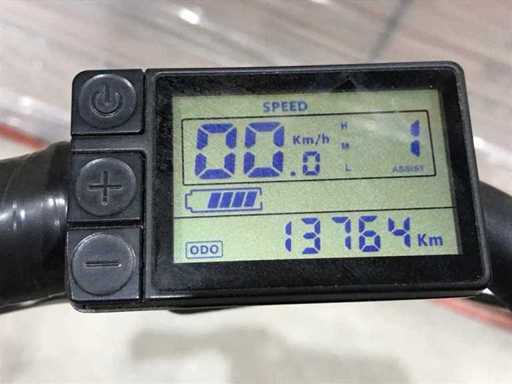 SPEED
00.0 Km/h
H
M
L
1
ASSIST
ODO 13764 Km